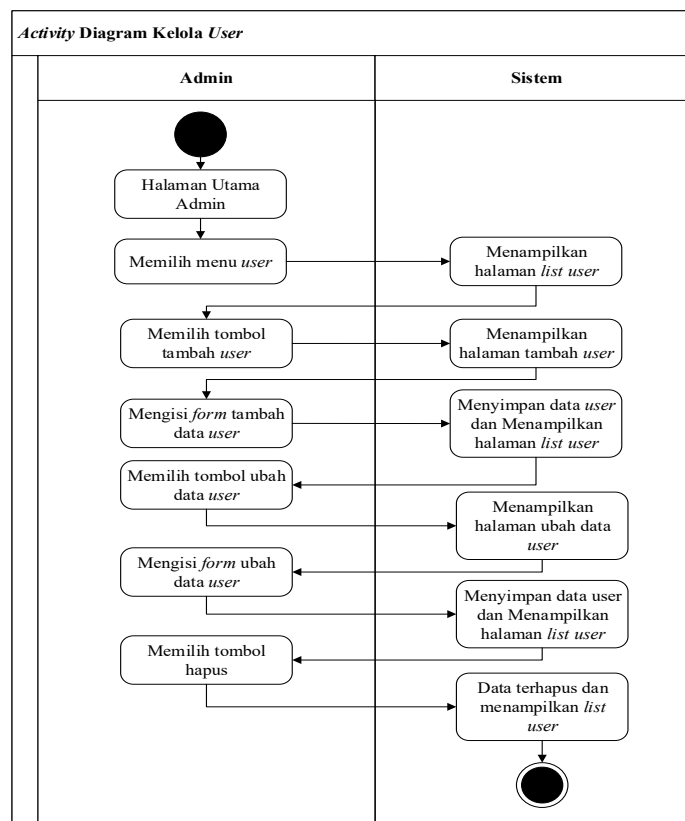 Activity Diagram Kelola User
Admin
Sistem
Halaman Utama
Admin
Memilih menu user
Menampilkan
halaman list user
Memilih tombol
tambah user
Menampilkan
halaman tambah user
Mengisi form tambah
data user
Menyimpan data user
dan Menampilkan
halaman list user
Memilih tombol ubah
data user
Menampilkan
halaman ubah data
user
Mengisi form ubah
data user
Menyimpan data user
dan Menampilkan
halaman list user
Memilih tombol
hapus
Data terhapus dan
menampilkan list
user